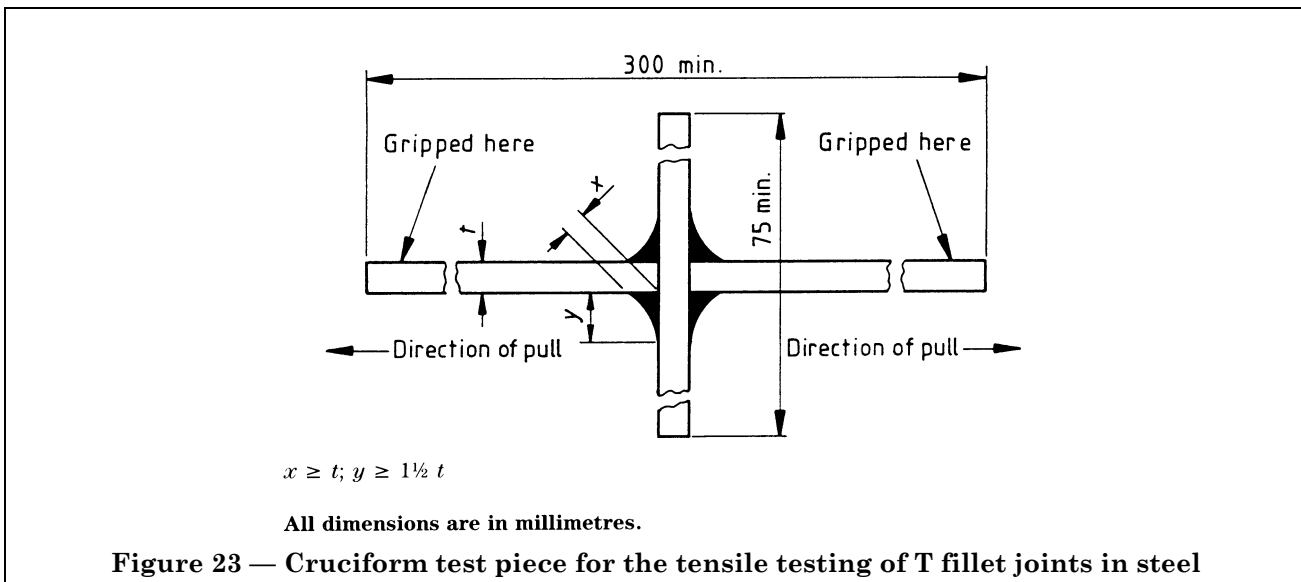 300 min.
Gripped here
Gripped here
x
t
75 min.
y
Direction of pull
Direction of pull
x ≥ t; y ≥ 1½ t
All dimensions are in millimetres.
Figure 23 — Cruciform test piece for the tensile testing of T fillet joints in steel